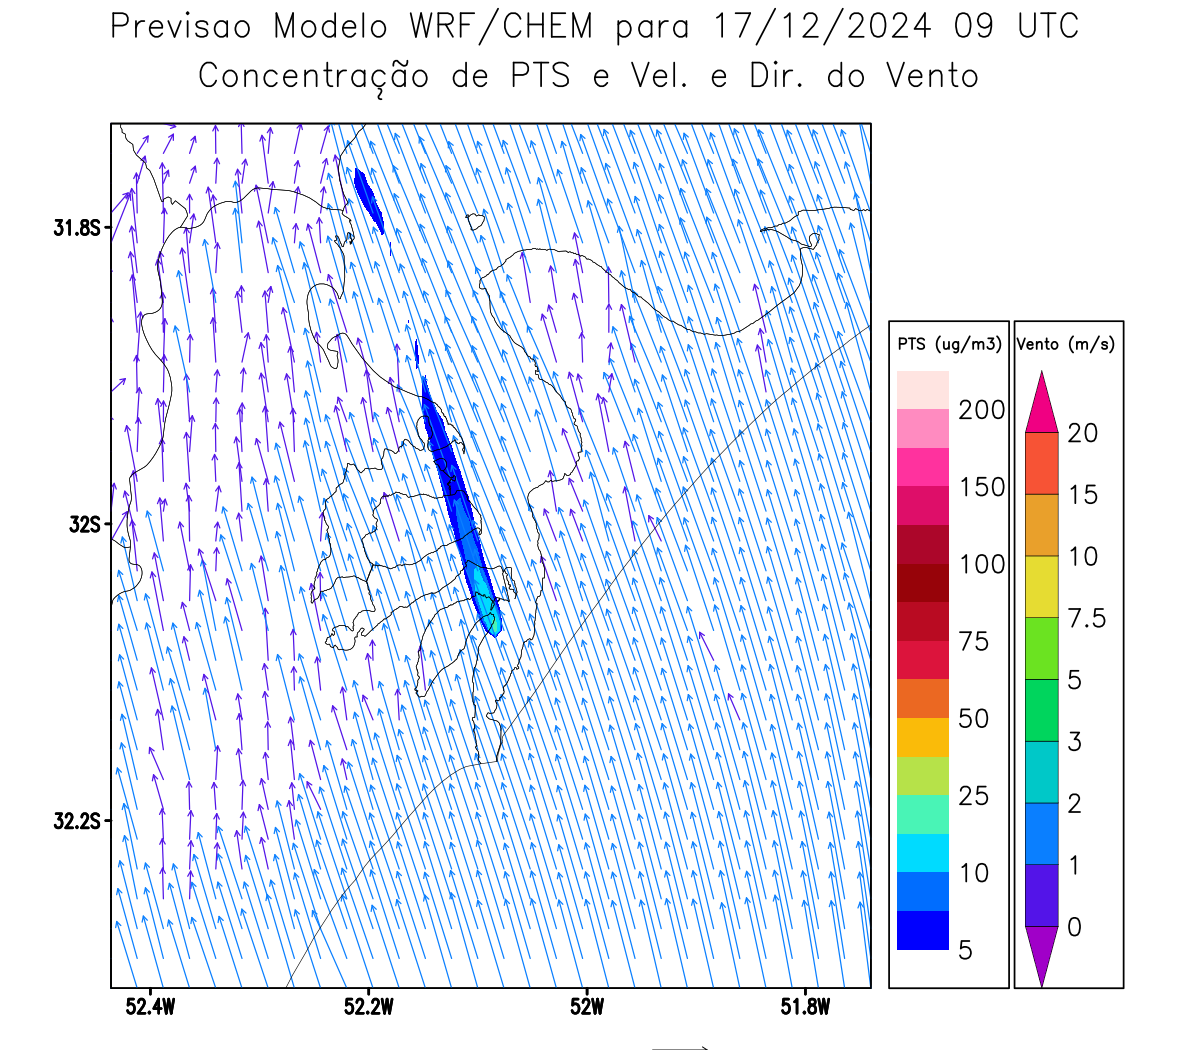 Previsao Modelo WRF/CHEM para 17/12/2024 09 UTC
Concentração de PTS e Vel. e Dir. do Vento
31.8S
32S
32.2S
52.4W 52.2W 52W 51.8W
PTS (ug/m3)
200
150
100
75
50
25
10
5
Vento (m/s)
20
15
10
7.5
5
3
2
1
0